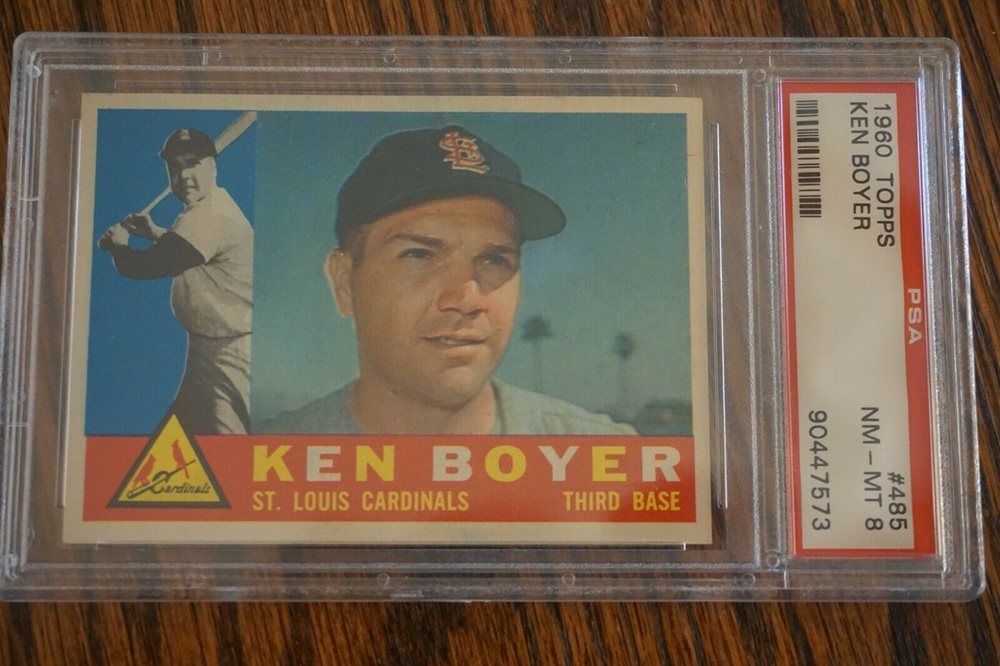 KEN BOYER
ST. LOUIS CARDINALS THIRD BASE
Cardinals
1960 TOPPS #485
KEN BOYER NM - MT 8
90447573
PSA